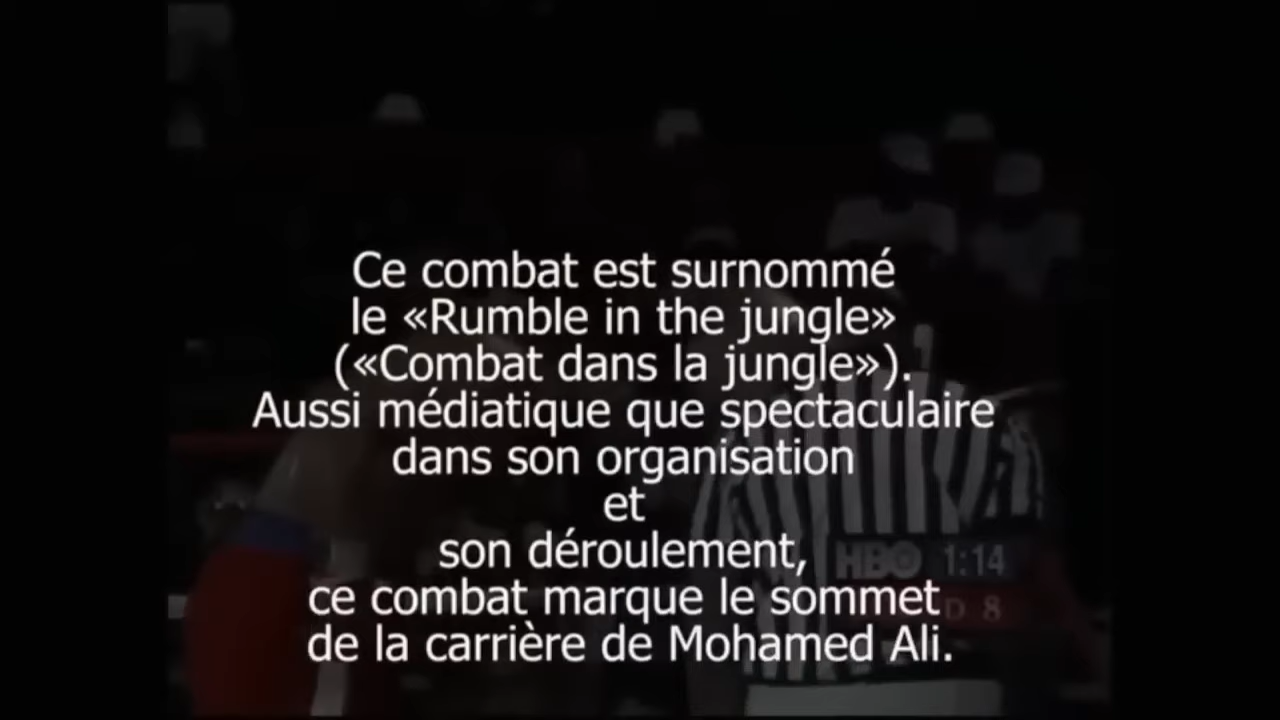 Ce combat est surnommé
le «Rumble in the jungle»
(«Combat dans la jungle»).
Aussi médiatique que spectaculaire
dans son organisation
et
son déroulement,
ce combat marque le sommet
de la carrière de Mohamed Ali.
HBO 1:14
D 8